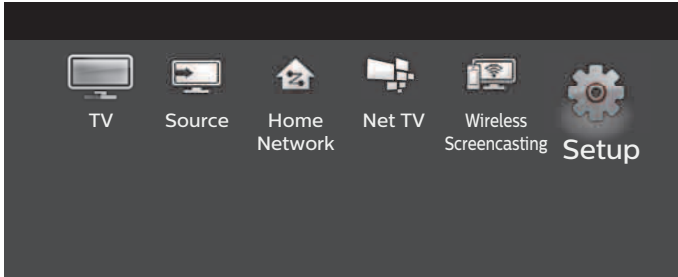 TV
Source
Home
Network
Net TV
Wireless
Screencasting
Setup